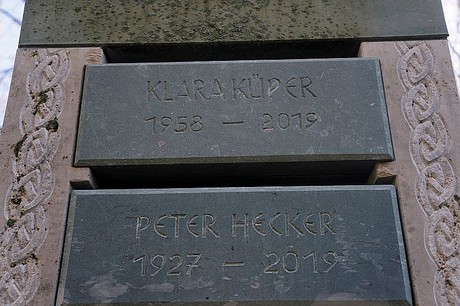 KLARA KÜPER
1958 — 2019
PETER HECKER
1927 — 2019